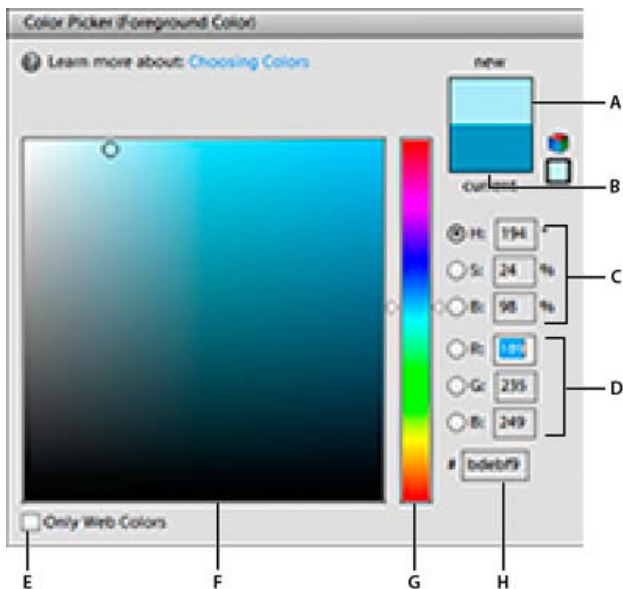 Color Picker (Foreground Color)
Learn more about: Choosing Colors
new
A
B
current
H: 194 °
S: 24 %
C
B: 98 %
R: 189
D
G: 235
B: 249
# bdebf9
Only Web Colors
E F G H